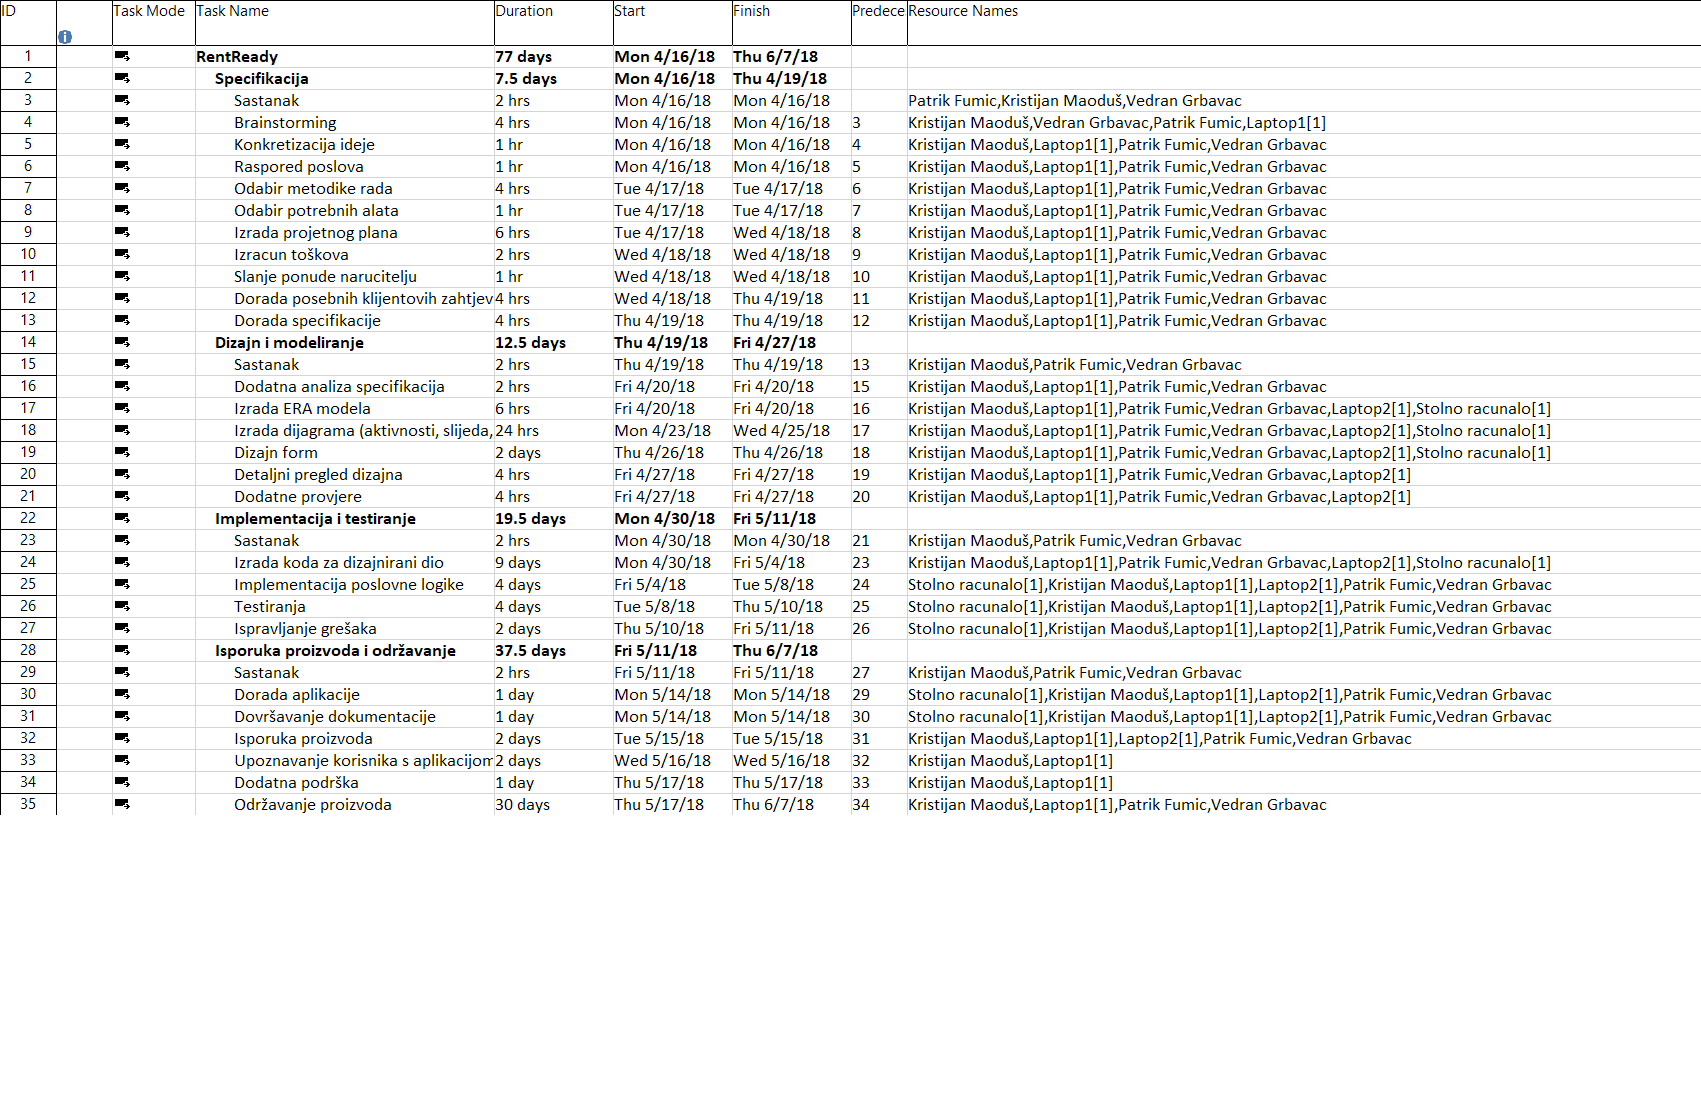 ID Task Mode Task Name Duration Start Finish Predece Resource Names
1 RentReady 77 days Mon 4/16/18 Thu 6/7/18
2 Specifikacija 7.5 days Mon 4/16/18 Thu 4/19/18
3 Sastanak 2 hrs Mon 4/16/18 Mon 4/16/18 Patrik Fumic,Kristijan Maoduš,Vedran Grbavac
4 Brainstorming 4 hrs Mon 4/16/18 Mon 4/16/18 3 Kristijan Maoduš,Vedran Grbavac,Patrik Fumic,Laptop1[1]
5 Konkretizacija ideje 1 hr Mon 4/16/18 Mon 4/16/18 4 Kristijan Maoduš,Laptop1[1],Patrik Fumic,Vedran Grbavac
6 Raspored poslova 1 hr Mon 4/16/18 Mon 4/16/18 5 Kristijan Maoduš,Laptop1[1],Patrik Fumic,Vedran Grbavac
7 Odabir metodike rada 4 hrs Tue 4/17/18 Tue 4/17/18 6 Kristijan Maoduš,Laptop1[1],Patrik Fumic,Vedran Grbavac
8 Odabir potrebnih alata 1 hr Tue 4/17/18 Tue 4/17/18 7 Kristijan Maoduš,Laptop1[1],Patrik Fumic,Vedran Grbavac
9 Izrada projetnog plana 6 hrs Tue 4/17/18 Wed 4/18/18 8 Kristijan Maoduš,Laptop1[1],Patrik Fumic,Vedran Grbavac
10 Izracun toškova 2 hrs Wed 4/18/18 Wed 4/18/18 9 Kristijan Maoduš,Laptop1[1],Patrik Fumic,Vedran Grbavac
11 Slanje ponude narucitelju 1 hr Wed 4/18/18 Wed 4/18/18 10 Kristijan Maoduš,Laptop1[1],Patrik Fumic,Vedran Grbavac
12 Dorada posebnih klijentovih zahtjev 4 hrs Wed 4/18/18 Thu 4/19/18 11 Kristijan Maoduš,Laptop1[1],Patrik Fumic,Vedran Grbavac
13 Dorada specifikacije 4 hrs Thu 4/19/18 Thu 4/19/18 12 Kristijan Maoduš,Laptop1[1],Patrik Fumic,Vedran Grbavac
14 Dizajn i modeliranje 12.5 days Thu 4/19/18 Fri 4/27/18
15 Sastanak 2 hrs Thu 4/19/18 Thu 4/19/18 13 Kristijan Maoduš,Patrik Fumic,Vedran Grbavac
16 Dodatna analiza specifikacija 2 hrs Fri 4/20/18 Fri 4/20/18 15 Kristijan Maoduš,Laptop1[1],Patrik Fumic,Vedran Grbavac
17 Izrada ERA modela 6 hrs Fri 4/20/18 Fri 4/20/18 16 Kristijan Maoduš,Laptop1[1],Patrik Fumic,Vedran Grbavac,Laptop2[1],Stolno racunalo[1]
18 Izrada dijagrama (aktivnosti, slijeda, 24 hrs Mon 4/23/18 Wed 4/25/18 17 Kristijan Maoduš,Laptop1[1],Patrik Fumic,Vedran Grbavac,Laptop2[1],Stolno racunalo[1]
19 Dizajn form 2 days Thu 4/26/18 Thu 4/26/18 18 Kristijan Maoduš,Laptop1[1],Patrik Fumic,Vedran Grbavac,Laptop2[1],Stolno racunalo[1]
20 Detaljni pregled dizajna 4 hrs Fri 4/27/18 Fri 4/27/18 19 Kristijan Maoduš,Laptop1[1],Patrik Fumic,Vedran Grbavac,Laptop2[1]
21 Dodatne provjere 4 hrs Fri 4/27/18 Fri 4/27/18 20 Kristijan Maoduš,Laptop1[1],Patrik Fumic,Vedran Grbavac,Laptop2[1]
22 Implementacija i testiranje 19.5 days Mon 4/30/18 Fri 5/11/18
23 Sastanak 2 hrs Mon 4/30/18 Mon 4/30/18 21 Kristijan Maoduš,Patrik Fumic,Vedran Grbavac
24 Izrada koda za dizajnirani dio 9 days Mon 4/30/18 Fri 5/4/18 23 Kristijan Maoduš,Laptop1[1],Patrik Fumic,Vedran Grbavac,Laptop2[1],Stolno racunalo[1]
25 Implementacija poslovne logike 4 days Fri 5/4/18 Tue 5/8/18 24 Stolno racunalo[1],Kristijan Maoduš,Laptop1[1],Laptop2[1],Patrik Fumic,Vedran Grbavac
26 Testiranja 4 days Tue 5/8/18 Thu 5/10/18 25 Stolno racunalo[1],Kristijan Maoduš,Laptop1[1],Laptop2[1],Patrik Fumic,Vedran Grbavac
27 Ispravljanje grešaka 2 days Thu 5/10/18 Fri 5/11/18 26 Stolno racunalo[1],Kristijan Maoduš,Laptop1[1],Laptop2[1],Patrik Fumic,Vedran Grbavac
28 Isporuka proizvoda i održavanje 37.5 days Fri 5/11/18 Thu 6/7/18
29 Sastanak 2 hrs Fri 5/11/18 Fri 5/11/18 27 Kristijan Maoduš,Patrik Fumic,Vedran Grbavac
30 Dorada aplikacije 1 day Mon 5/14/18 Mon 5/14/18 29 Stolno racunalo[1],Kristijan Maoduš,Laptop1[1],Laptop2[1],Patrik Fumic,Vedran Grbavac
31 Dovršavanje dokumentacije 1 day Mon 5/14/18 Mon 5/14/18 30 Stolno racunalo[1],Kristijan Maoduš,Laptop1[1],Laptop2[1],Patrik Fumic,Vedran Grbavac
32 Isporuka proizvoda 2 days Tue 5/15/18 Tue 5/15/18 31 Kristijan Maoduš,Laptop1[1],Laptop2[1],Patrik Fumic,Vedran Grbavac
33 Upoznavanje korisnika s aplikacijom 2 days Wed 5/16/18 Wed 5/16/18 32 Kristijan Maoduš,Laptop1[1]
34 Dodatna podrška 1 day Thu 5/17/18 Thu 5/17/18 33 Kristijan Maoduš,Laptop1[1]
35 Održavanje proizvoda 30 days Thu 5/17/18 Thu 6/7/18 34 Kristijan Maoduš,Laptop1[1],Patrik Fumic,Vedran Grbavac